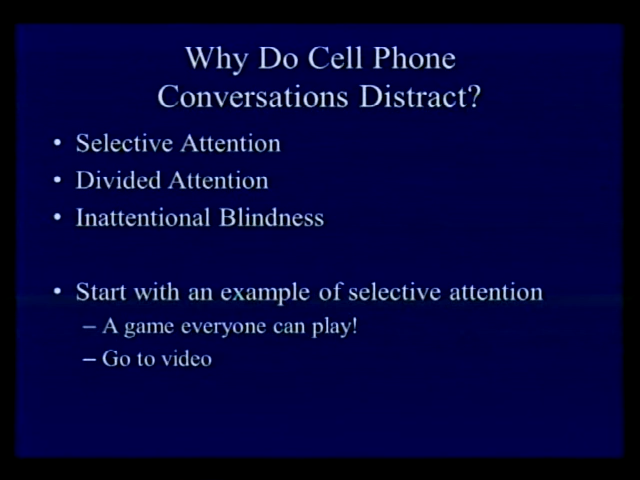 Why Do Cell Phone
Conversations Distract?
• Selective Attention
• Divided Attention
• Inattentional Blindness
• Start with an example of selective attention
– A game everyone can play!
– Go to video